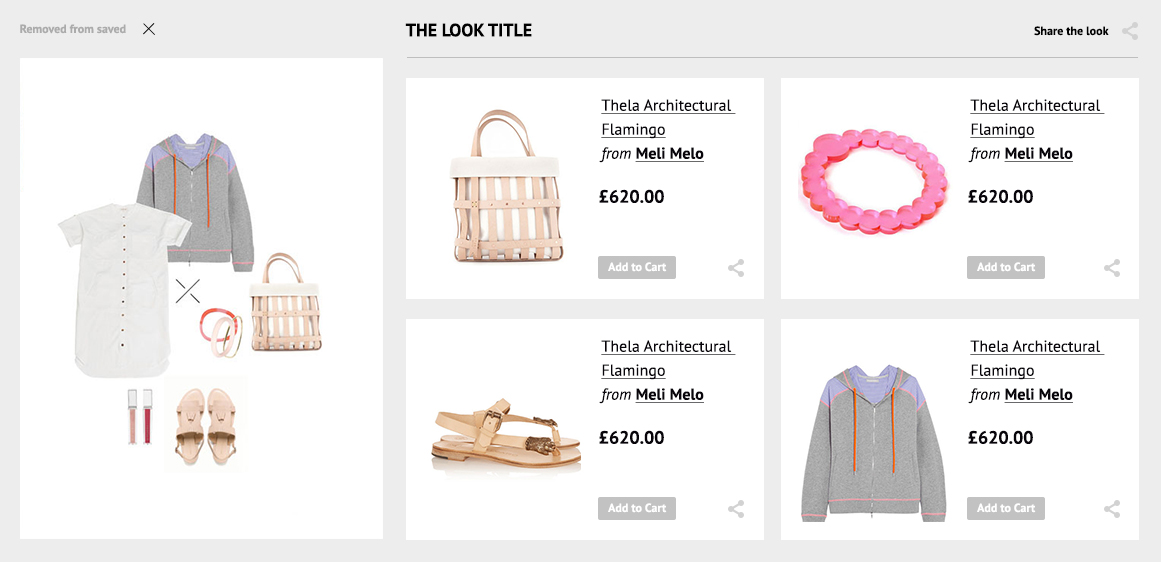 Removed from saved
THE LOOK TITLE
Share the look
Thela Architectural
Flamingo
from Meli Melo
£620.00
Add to Cart
Thela Architectural
Flamingo
from Meli Melo
£620.00
Add to Cart
Thela Architectural
Flamingo
from Meli Melo
£620.00
Add to Cart
Thela Architectural
Flamingo
from Meli Melo
£620.00
Add to Cart